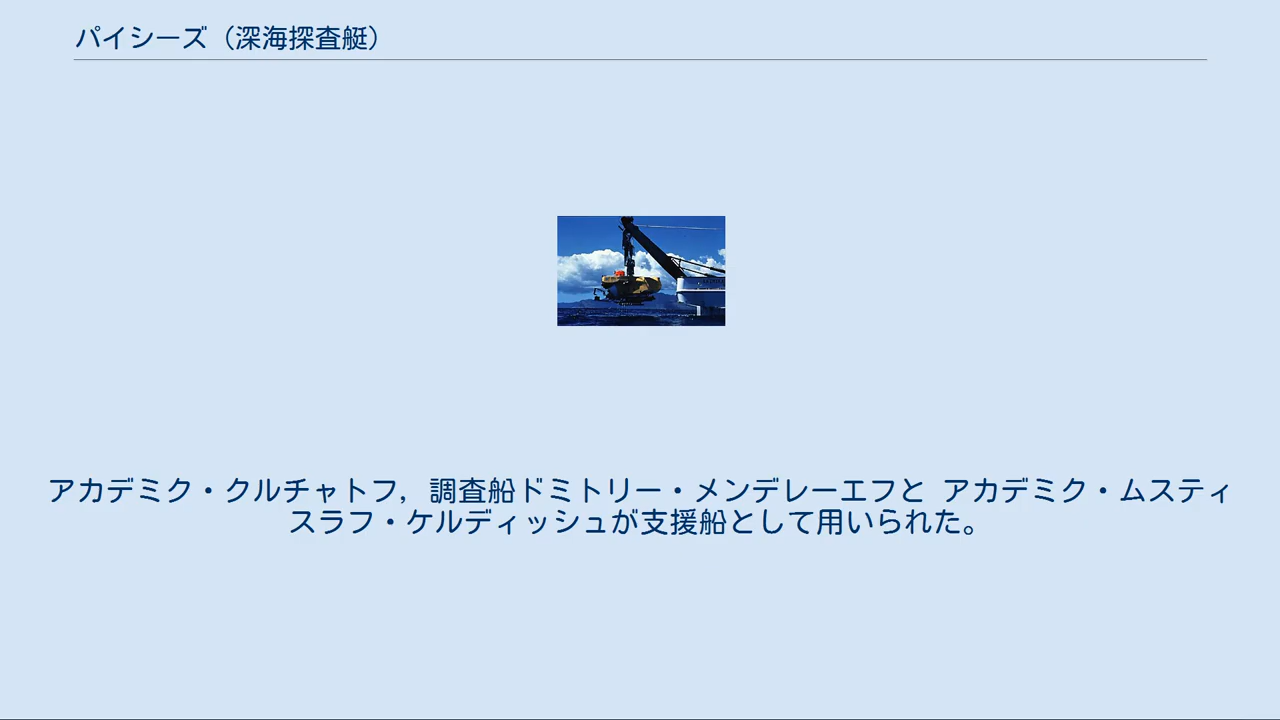 パイシーズ（深海探査艇）
アカデミク・クルチャトフ，調査船ドミトリー・メンデレーエフと アカデミク・ムスティ
スラフ・ケルディッシュが支援船として用いられた。